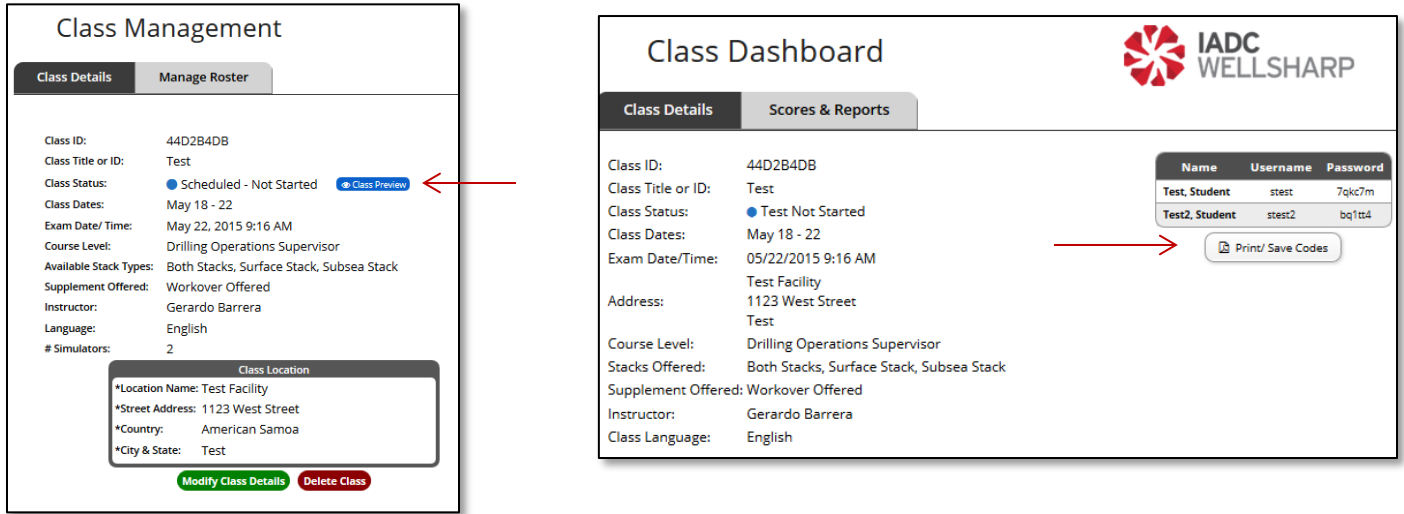 Class Management
Class Details Manage Roster
Class ID: 44D2B4DB
Class Title or ID: Test
Class Status: Scheduled - Not Started Class Preview
Class Dates: May 18 - 22
Exam Date/ Time: May 22, 2015 9:16 AM
Course Level: Drilling Operations Supervisor
Available Stack Types: Both Stacks, Surface Stack, Subsea Stack
Supplement Offered: Workover Offered
Instructor: Gerardo Barrera
Language: English
# Simulators: 2
Class Location
*Location Name: Test Facility
*Street Address: 1123 West Street
*Country: American Samoa
*City & State: Test
Modify Class Details Delete Class
Class Dashboard
IADC
WELLSHARP
Class Details Scores & Reports
Class ID: 44D2B4DB
Class Title or ID: Test
Class Status: Test Not Started
Class Dates: May 18 - 22
Exam Date/Time: 05/22/2015 9:16 AM
Test Facility
Address: 1123 West Street
Test
Course Level: Drilling Operations Supervisor
Stacks Offered: Both Stacks, Surface Stack, Subsea Stack
Supplement Offered: Workover Offered
Instructor: Gerardo Barrera
Class Language: English
Name Username Password
Test, Student stest 7qkc7m
Test2, Student stest2 bq1tt4
Print/ Save Codes